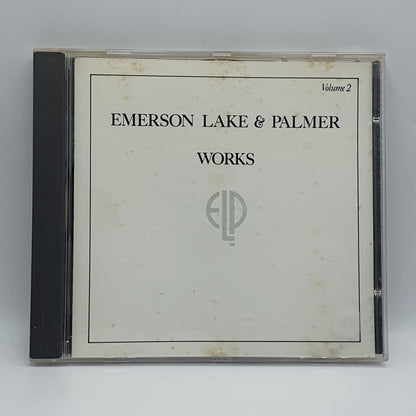 Volume 2
EMERSON LAKE & PALMER
WORKS
ELP